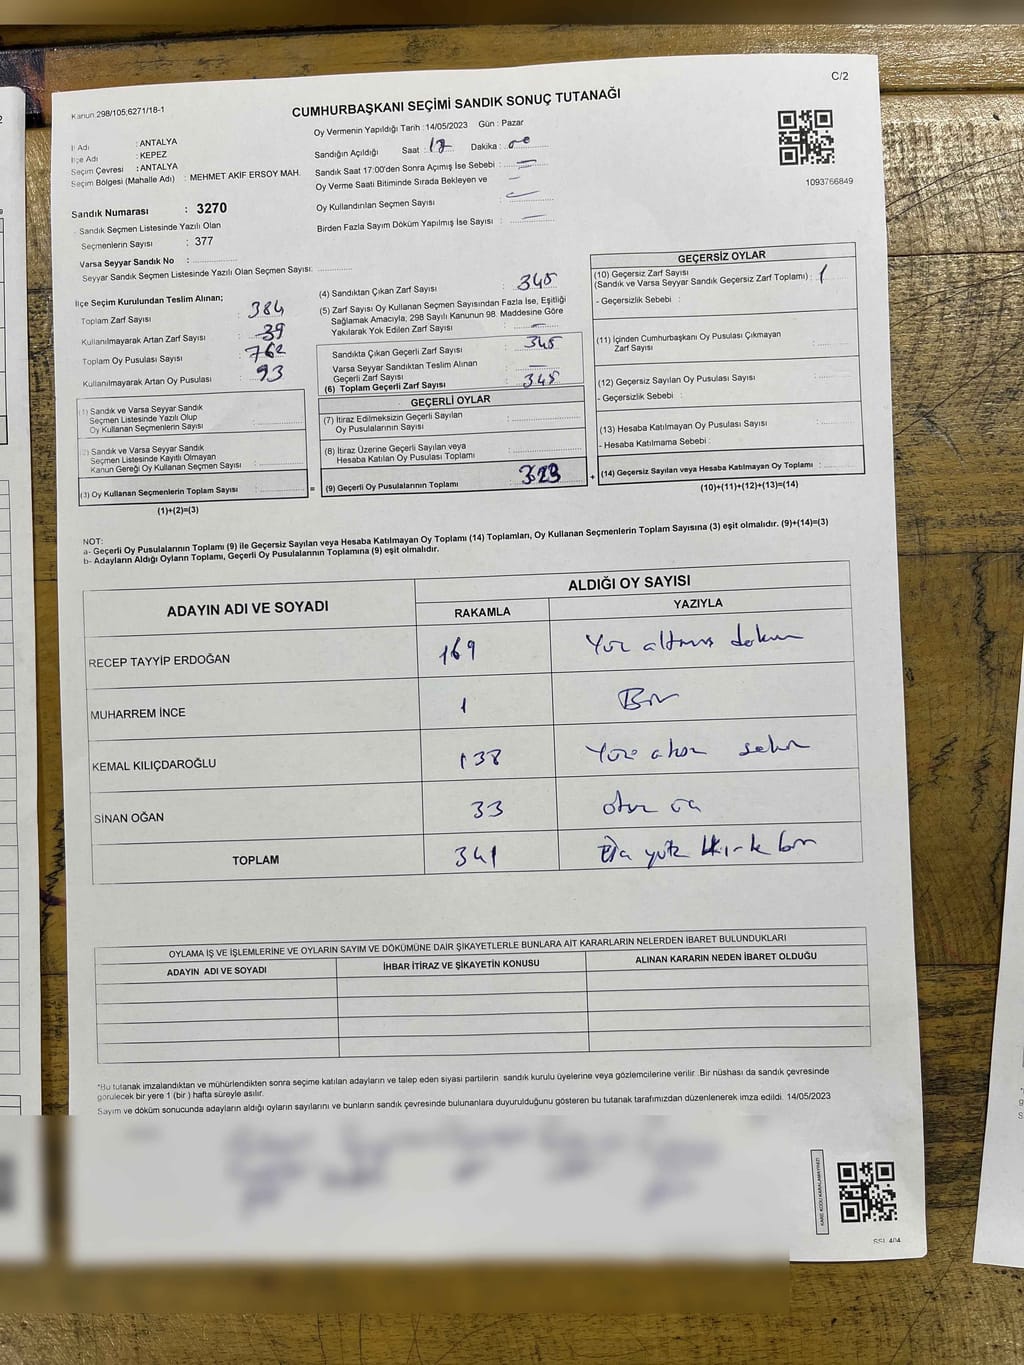 C/2
Kanun 298/105;6271/18-1
CUMHURBAŞKANI SEÇİMİ SANDIK SONUÇ TUTANAĞI
İl Adı : ANTALYA
İlçe Adı : KEPEZ
Seçim Çevresi : ANTALYA
Seçim Bölgesi (Mahalle Adı) : MEHMET AKİF ERSOY MAH.
Oy Vermenin Yapıldığı Tarih : 14/05/2023 Gün : Pazar
Sandığın Açıldığı Saat : Dakika :
Sandık Saat 17:00'den Sonra Açımış İse Sebebi :
Oy Verme Saati Bitiminde Sırada Bekleyen ve
Oy Kullandırılan Seçmen Sayısı :
Birden Fazla Sayım Döküm Yapılmış İse Sayısı :
1093766849
Sandık Numarası : 3270
Sandık Seçmen Listesinde Yazılı Olan
Seçmenlerin Sayısı : 377
Varsa Seyyar Sandık No :
Seyyar Sandık Seçmen Listesinde Yazılı Olan Seçmen Sayısı:
İlçe Seçim Kurulundan Teslim Alınan;
Toplam Zarf Sayısı : 384
Kullanılmayarak Artan Zarf Sayısı : 39
Toplam Oy Pusulası Sayısı : 762
Kullanılmayarak Artan Oy Pusulası : 93
(1) Sandık ve Varsa Seyyar Sandık
Seçmen Listesinde Yazılı Olup
Oy Kullanan Seçmenlerin Sayısı :
(2) Sandık ve Varsa Seyyar Sandık
Seçmen Listesinde Kayıtlı Olmayan
Kanun Gereği Oy Kullanan Seçmen Sayısı :
(3) Oy Kullanan Seçmenlerin Toplam Sayısı :
(1)+(2)=(3)
(4) Sandıktan Çıkan Zarf Sayısı : 345
(5) Zarf Sayısı Oy Kullanan Seçmen Sayısından Fazla İse, Eşitliği
Sağlamak Amacıyla, 298 Sayılı Kanunun 98. Maddesine Göre
Yakılarak Yok Edilen Zarf Sayısı :
Sandıkta Çıkan Geçerli Zarf Sayısı : 345
Varsa Seyyar Sandıktan Teslim Alınan
Geçerli Zarf Sayısı :
(6) Toplam Geçerli Zarf Sayısı : 345
GEÇERLİ OYLAR
(7) İtiraz Edilmeksizin Geçerli Sayılan
Oy Pusulalarının Sayısı :
(8) İtiraz Üzerine Geçerli Sayılan veya
Hesaba Katılan Oy Pusulası Toplamı :
= (9) Geçerli Oy Pusulalarının Toplamı :
GEÇERSİZ OYLAR
(10) Geçersiz Zarf Sayısı
(Sandık ve Varsa Seyyar Sandık Geçersiz Zarf Toplamı) : 1
- Geçersizlik Sebebi :
(11) İçinden Cumhurbaşkanı Oy Pusulası Çıkmayan
Zarf Sayısı :
(12) Geçersiz Sayılan Oy Pusulası Sayısı :
- Geçersizlik Sebebi :
(13) Hesaba Katılmayan Oy Pusulası Sayısı :
- Hesaba Katılmama Sebebi :
+ (14) Geçersiz Sayılan veya Hesaba Katılmayan Oy Toplamı :
(10)+(11)+(12)+(13)=(14)
NOT:
a- Geçerli Oy Pusulalarının Toplamı (9) ile Geçersiz Sayılan veya Hesaba Katılmayan Oy Toplamı (14) Toplamları, Oy Kullanan Seçmenlerin Toplam Sayısına (3) eşit olmalıdır. (9)+(14)=(3)
b- Adayların Aldığı Oyların Toplamı, Geçerli Oy Pusulalarının Toplamına (9) eşit olmalıdır.
ADAYIN ADI VE SOYADI
ALDIĞI OY SAYISI
RAKAMLA YAZIYLA
RECEP TAYYİP ERDOĞAN 169 Yüz altmış dokuz
MUHARREM İNCE 1 Bir
KEMAL KILIÇDAROĞLU 138 Yüz otuz sekiz
SİNAN OĞAN 33 otuz üç
TOPLAM 341 Üç yüz kırk bir
OYLAMA İŞ VE İŞLEMLERİNE VE OYLARIN SAYIM VE DÖKÜMÜNE DAİR ŞİKAYETLERLE BUNLARA AİT KARARLARIN NELERDEN İBARET BULUNDUKLARI
ADAYIN ADI VE SOYADI İHBAR İTİRAZ VE ŞİKAYETİN KONUSU ALINAN KARARIN NEDEN İBARET OLDUĞU
*Bu tutanak imzalandıktan ve mühürlendikten sonra seçime katılan adayların ve talep eden siyasi partilerin sandık kurulu üyelerine veya gözlemcilerine verilir .Bir nüshası da sandık çevresinde
görülecek bir yere 1 (bir ) hafta süreyle asılır.
Sayım ve döküm sonucunda adayların aldığı oyların sayılarını ve bunların sandık çevresinde bulunanlara duyurulduğunu gösteren bu tutanak tarafımızdan düzenlenerek imza edildi. 14/05/2023